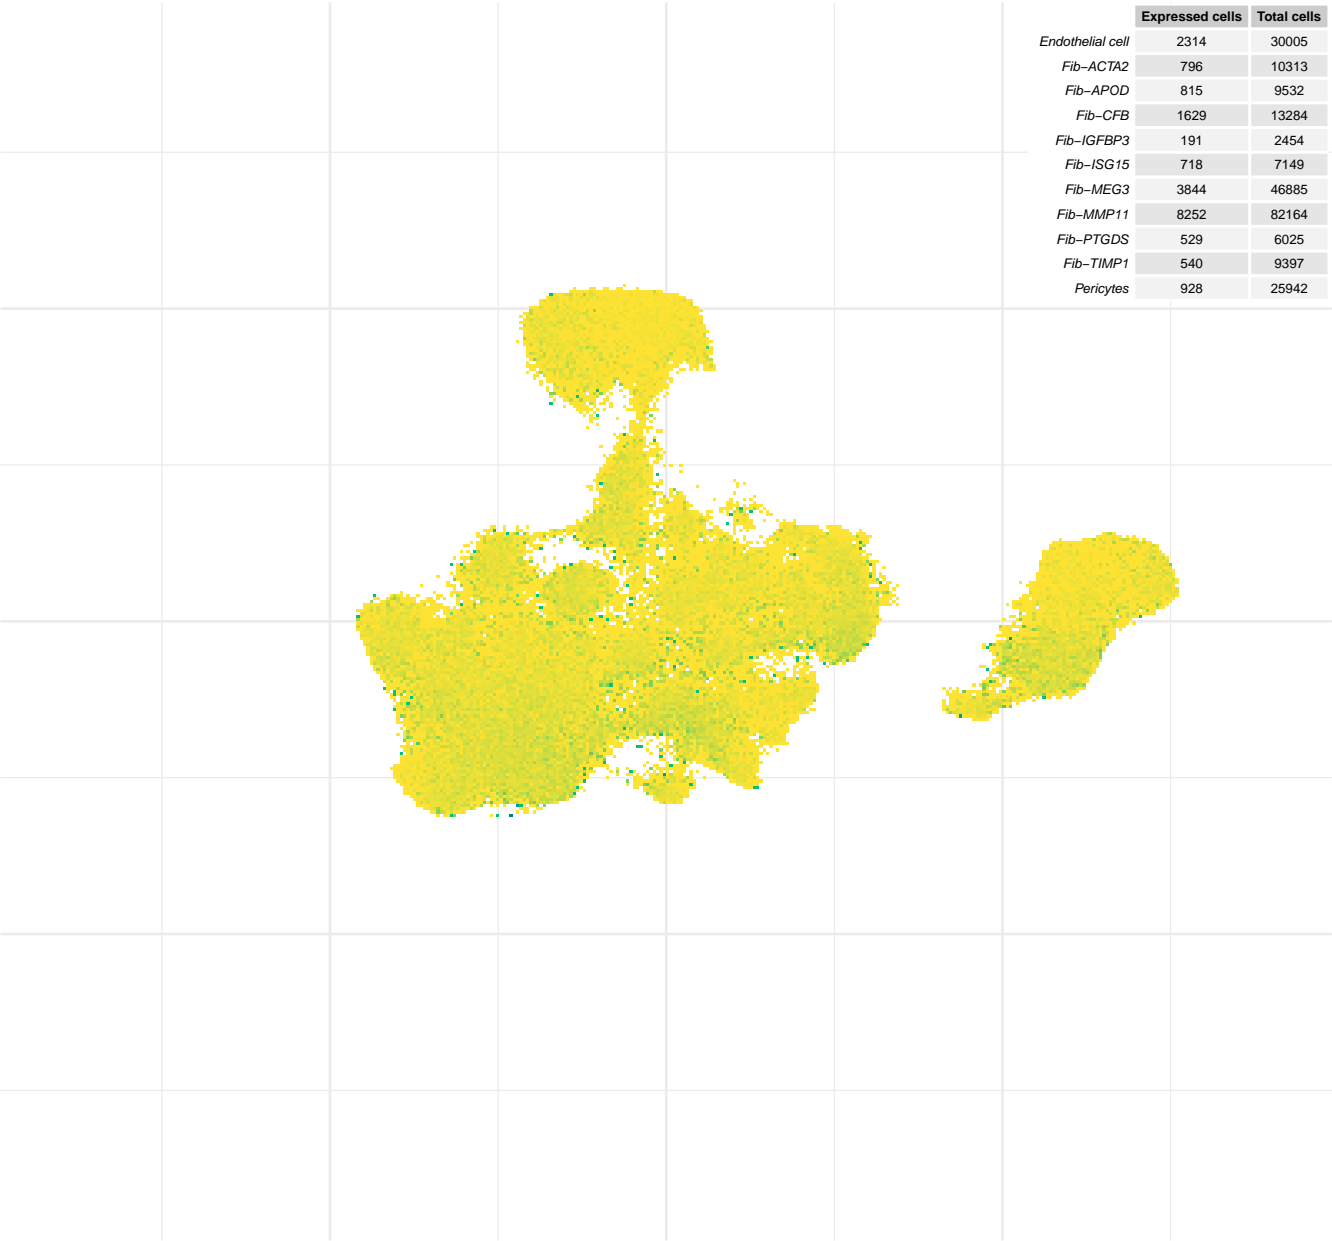 Expressed cells Total cells
Endothelial cell 2314 30005
Fib−ACTA2 796 10313
Fib−APOD 815 9532
Fib−CFB 1629 13284
Fib−IGFBP3 191 2454
Fib−ISG15 718 7149
Fib−MEG3 3844 46885
Fib−MMP11 8252 82164
Fib−PTGDS 529 6025
Fib−TIMP1 540 9397
Pericytes 928 25942